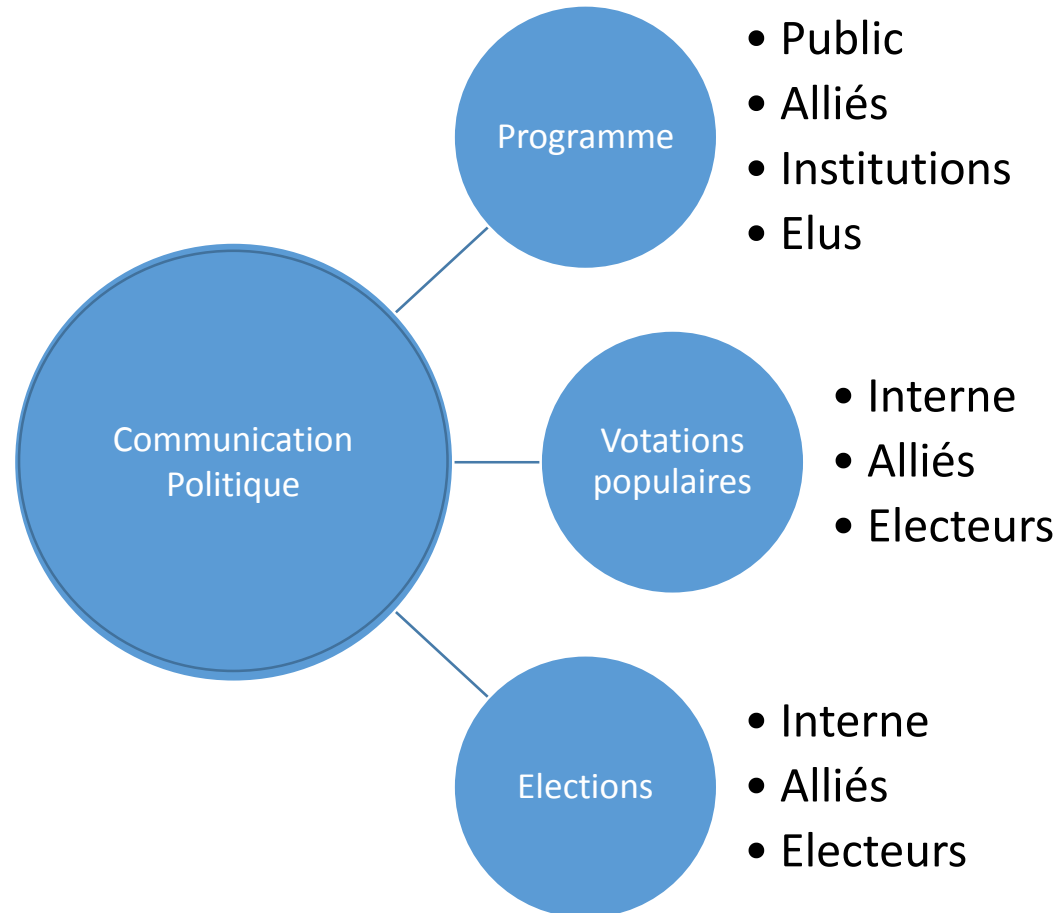 Programme
• Public
• Alliés
• Institutions
• Elus
Communication
Politique
Votations
populaires
• Interne
• Alliés
• Electeurs
Elections
• Interne
• Alliés
• Electeurs